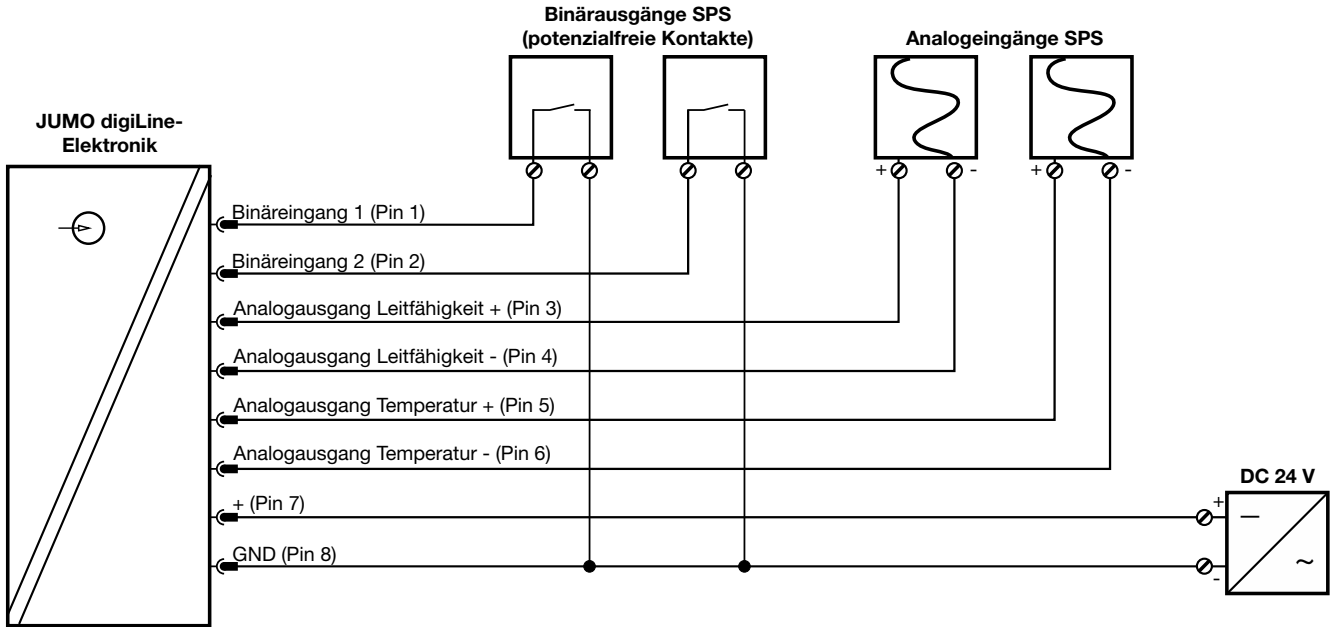 Binärausgänge SPS
(potenzialfreie Kontakte)
Analogeingänge SPS
JUMO digiLine-
Elektronik
+ - + -
Binäreingang 1 (Pin 1)
Binäreingang 2 (Pin 2)
Analogausgang Leitfähigkeit + (Pin 3)
Analogausgang Leitfähigkeit - (Pin 4)
Analogausgang Temperatur + (Pin 5)
Analogausgang Temperatur - (Pin 6)
DC 24 V
+ (Pin 7)
+
GND (Pin 8)
-